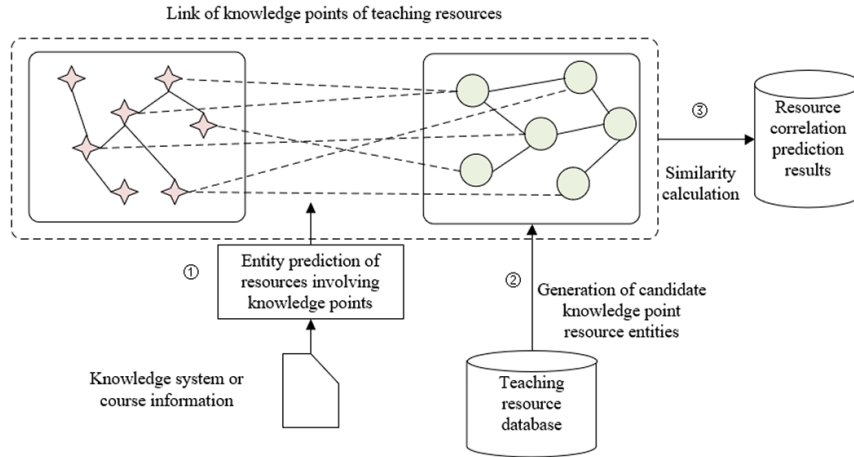 Link of knowledge points of teaching resources
③
Resource
correlation
prediction
results
Similarity
calculation
①
Entity prediction of
resources involving
knowledge points
②
Generation of candidate
knowledge point
resource entities
Knowledge system or
course information
Teaching
resource
database